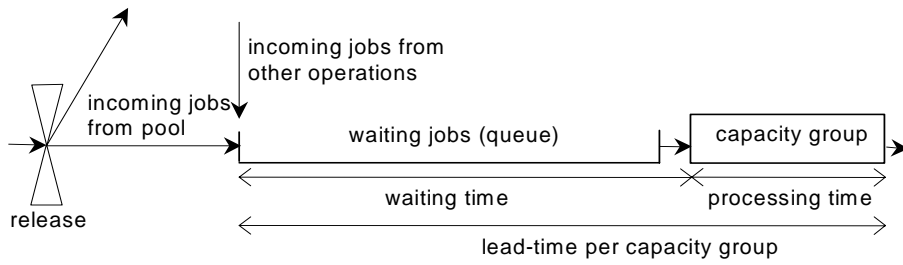 incoming jobs from
other operations
incoming jobs
from pool
waiting jobs (queue)
capacity group
waiting time
processing time
release
lead-time per capacity group